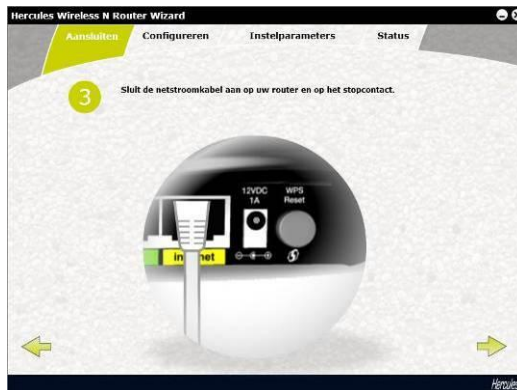 Hercules Wireless N Router Wizard
Aansluiten Configureren Instelparameters Status
3 Sluit de netstroomkabel aan op uw router en op het stopcontact.
12VDC WPS
1A Reset
Hercules